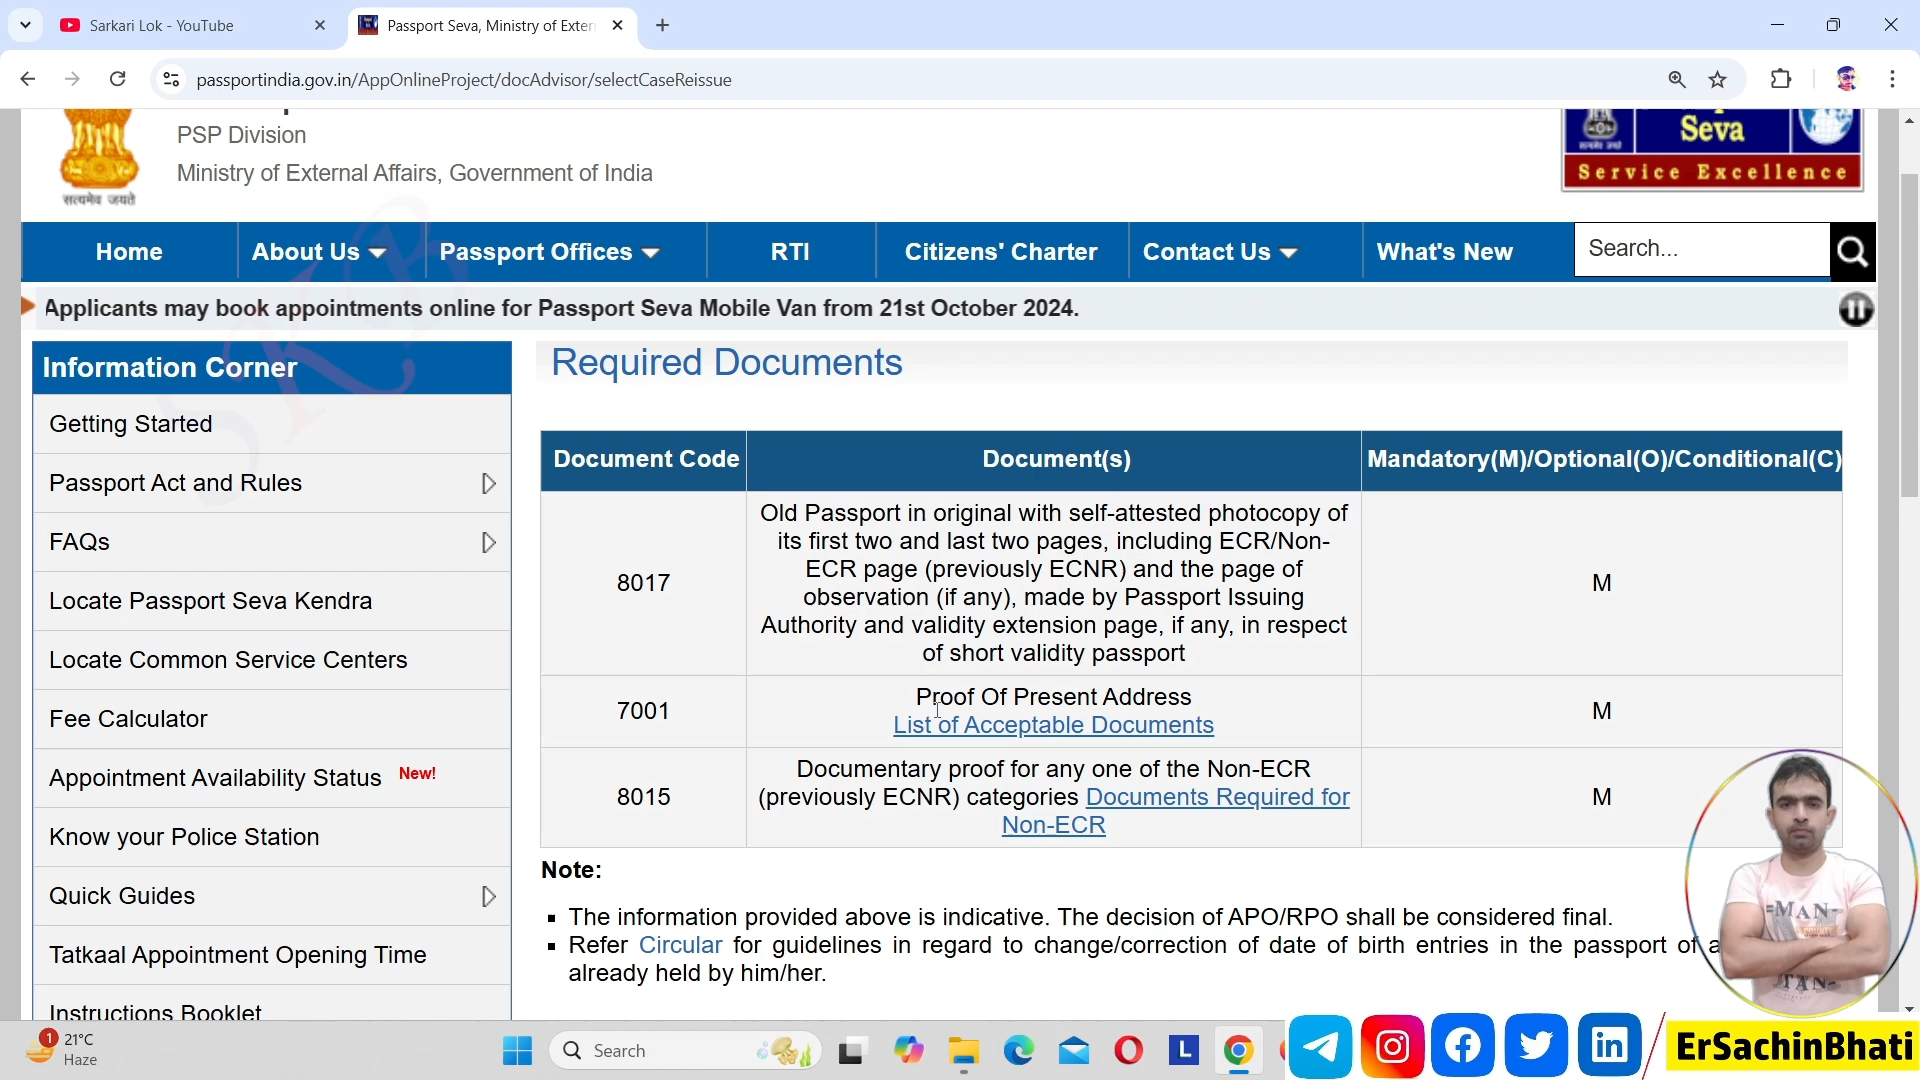 Sarkari Lok - YouTube
Passport Seva, Ministry of Exter
passportindia.gov.in/AppOnlineProject/docAdvisor/selectCaseReissue
PSP Division
Ministry of External Affairs, Government of India
सत्यमेव जयते
Seva
Service Excellence
Home About Us Passport Offices RTI Citizens' Charter Contact Us What's New Search...
Applicants may book appointments online for Passport Seva Mobile Van from 21st October 2024.
Information Corner
Getting Started
Passport Act and Rules
FAQs
Locate Passport Seva Kendra
Locate Common Service Centers
Fee Calculator
Appointment Availability Status New!
Know your Police Station
Quick Guides
Tatkaal Appointment Opening Time
Instructions Booklet
Required Documents
Document Code Document(s) Mandatory(M)/Optional(O)/Conditional(C)
8017
Old Passport in original with self-attested photocopy of
its first two and last two pages, including ECR/Non-
ECR page (previously ECNR) and the page of
observation (if any), made by Passport Issuing
Authority and validity extension page, if any, in respect
of short validity passport
M
7001
Proof Of Present Address
List of Acceptable Documents
M
8015
Documentary proof for any one of the Non-ECR
(previously ECNR) categories Documents Required for
Non-ECR
M
Note:
The information provided above is indicative. The decision of APO/RPO shall be considered final.
Refer Circular for guidelines in regard to change/correction of date of birth entries in the passport of
already held by him/her.
SKB
MAN
TAN
1
21°C
Haze
Search
L
in
ErSachinBhati